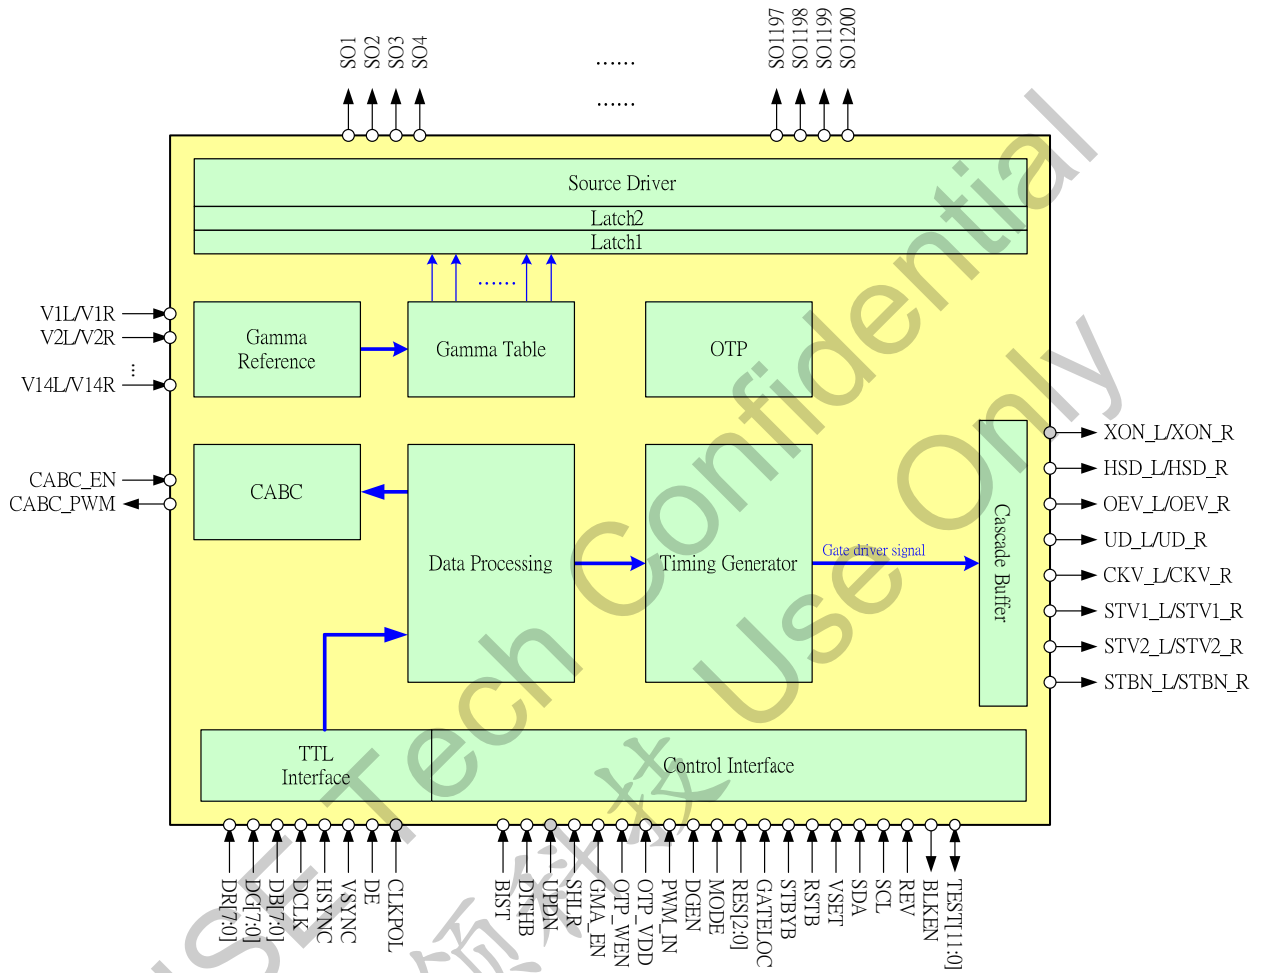 SO1
SO2
SO3
SO4
......
......
SO1197
SO1198
SO1199
SO1200
Source Driver
Latch2
Latch1
......
V1L/V1R
V2L/V2R
...
V14L/V14R
Gamma
Reference
Gamma Table
OTP
CABC_EN
CABC_PWM
CABC
Data Processing
Timing Generator
Gate driver signal
Cascade Buffer
XON_L/XON_R
HSD_L/HSD_R
OEV_L/OEV_R
UD_L/UD_R
CKV_L/CKV_R
STV1_L/STV1_R
STV2_L/STV2_R
STBN_L/STBN_R
TTL
Interface
Control Interface
DR[7:0]
DG[7:0]
DB[7:0]
DCLK
HSYNC
VSYNC
DE
CLKPOL
BIST
DITHB
UPDN
SHLR
GMA_EN
OTP_WEN
OTP_VDD
PWM_IN
DGEN
MODE
RES[2:0]
GATELOC
STBYB
RSTB
VSET
SDA
SCL
REV
BLKEN
TEST[11:0]
Tech Confidential
科技 Use Only